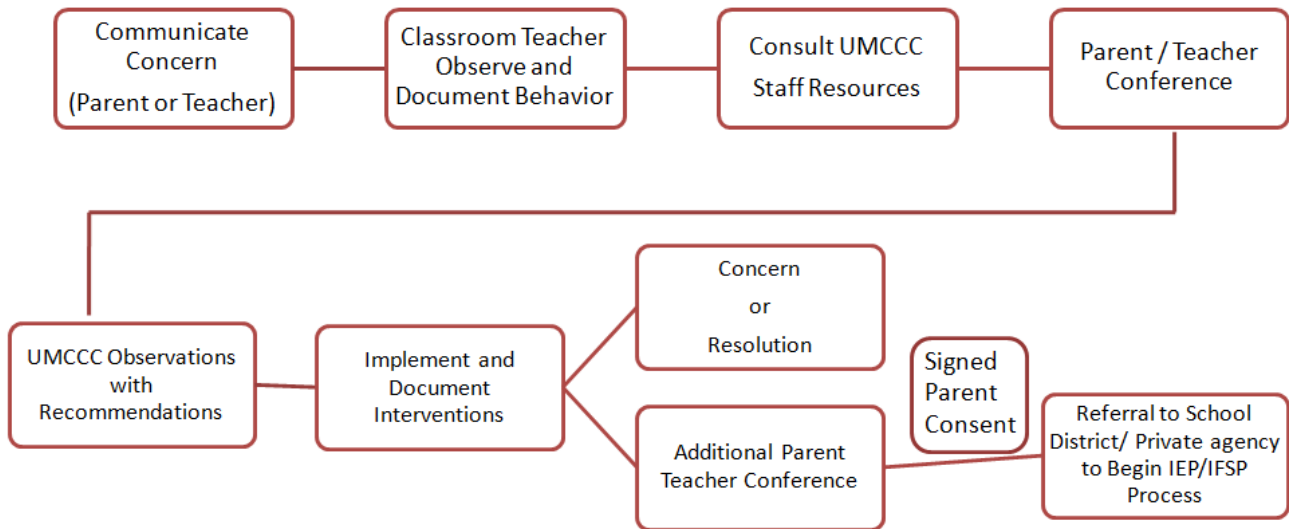 Communicate
Concern
(Parent or Teacher)
Classroom Teacher
Observe and
Document Behavior
Consult UMCCC
Staff Resources
Parent / Teacher
Conference
UMCCC Observations
with
Recommendations
Implement and
Document
Interventions
Concern
or
Resolution
Additional Parent
Teacher Conference
Signed
Parent
Consent
Referral to School
District/ Private agency
to Begin IEP/IFSP
Process